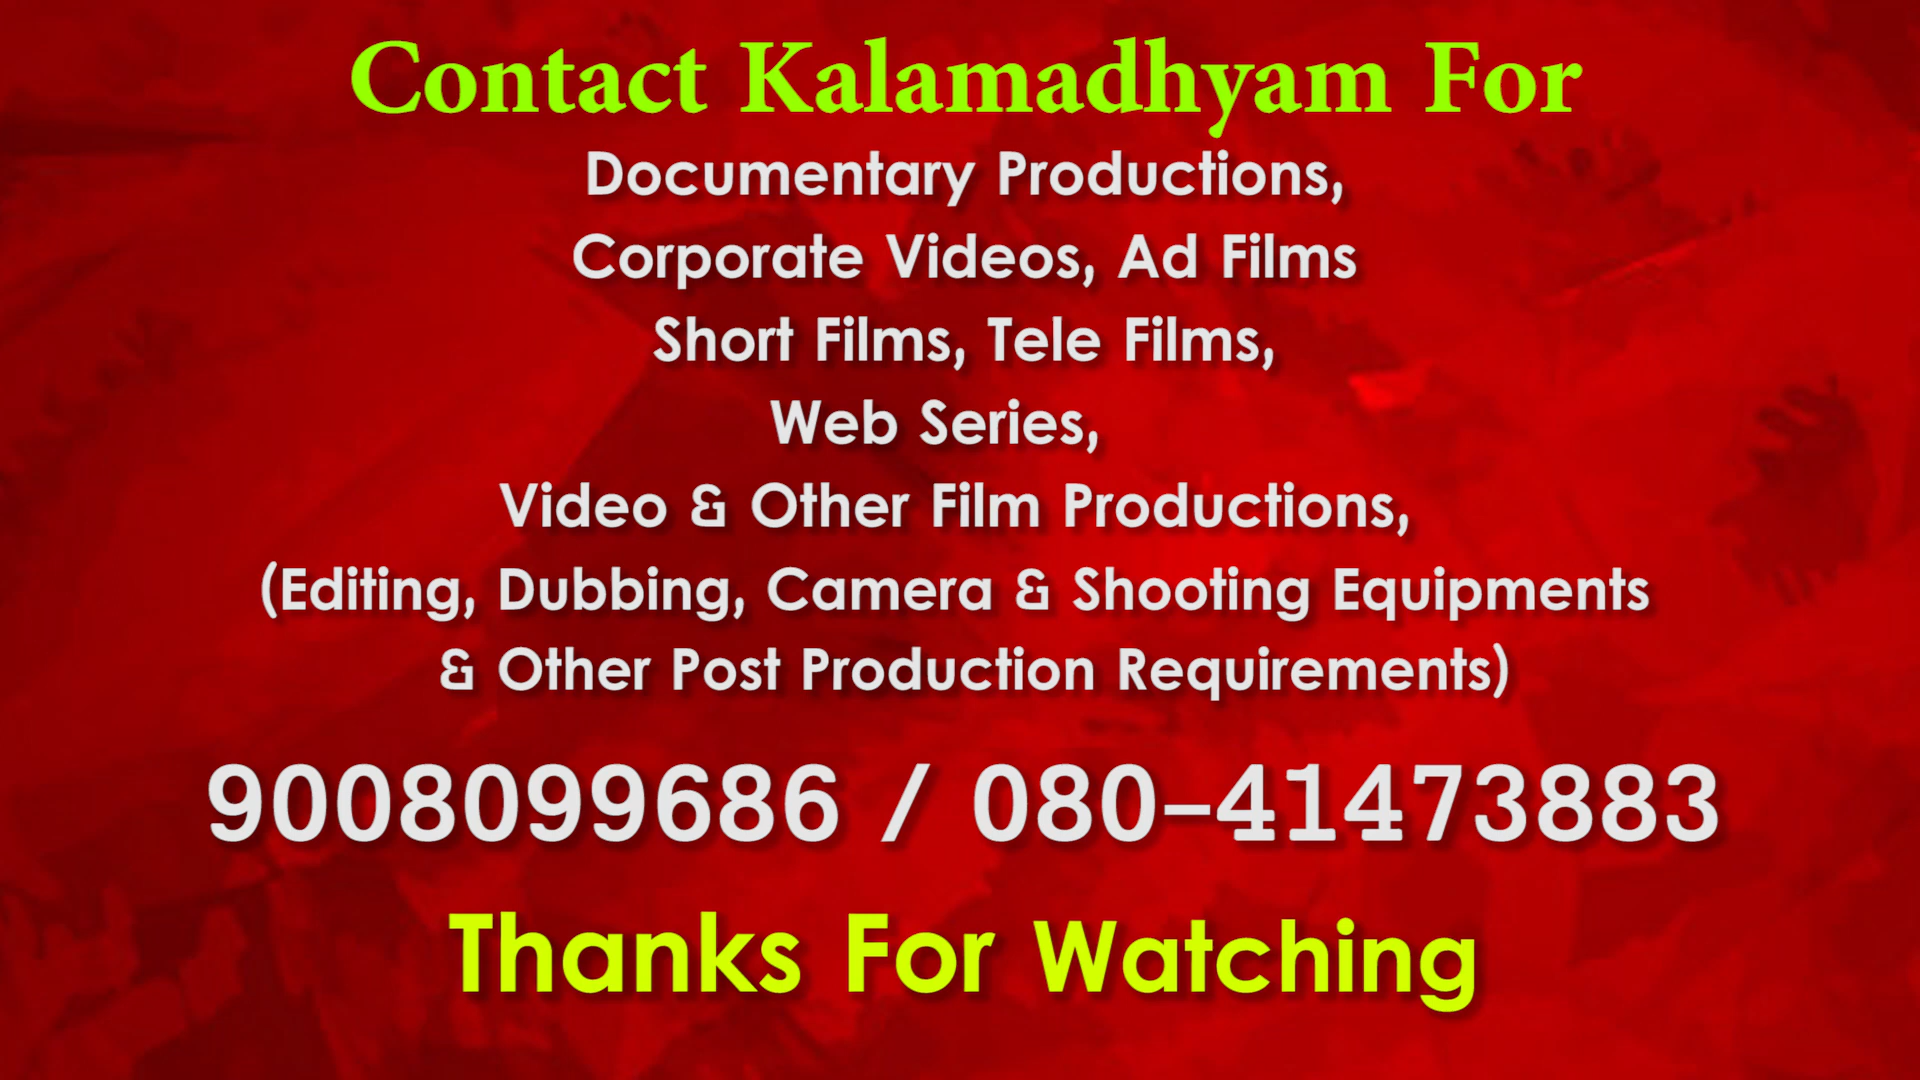 Contact Kalamadhyam For
Documentary Productions,
Corporate Videos, Ad Films
Short Films, Tele Films,
Web Series,
Video & Other Film Productions,
(Editing, Dubbing, Camera & Shooting Equipments
& Other Post Production Requirements)
9008099686 / 080-41473883
Thanks For Watching